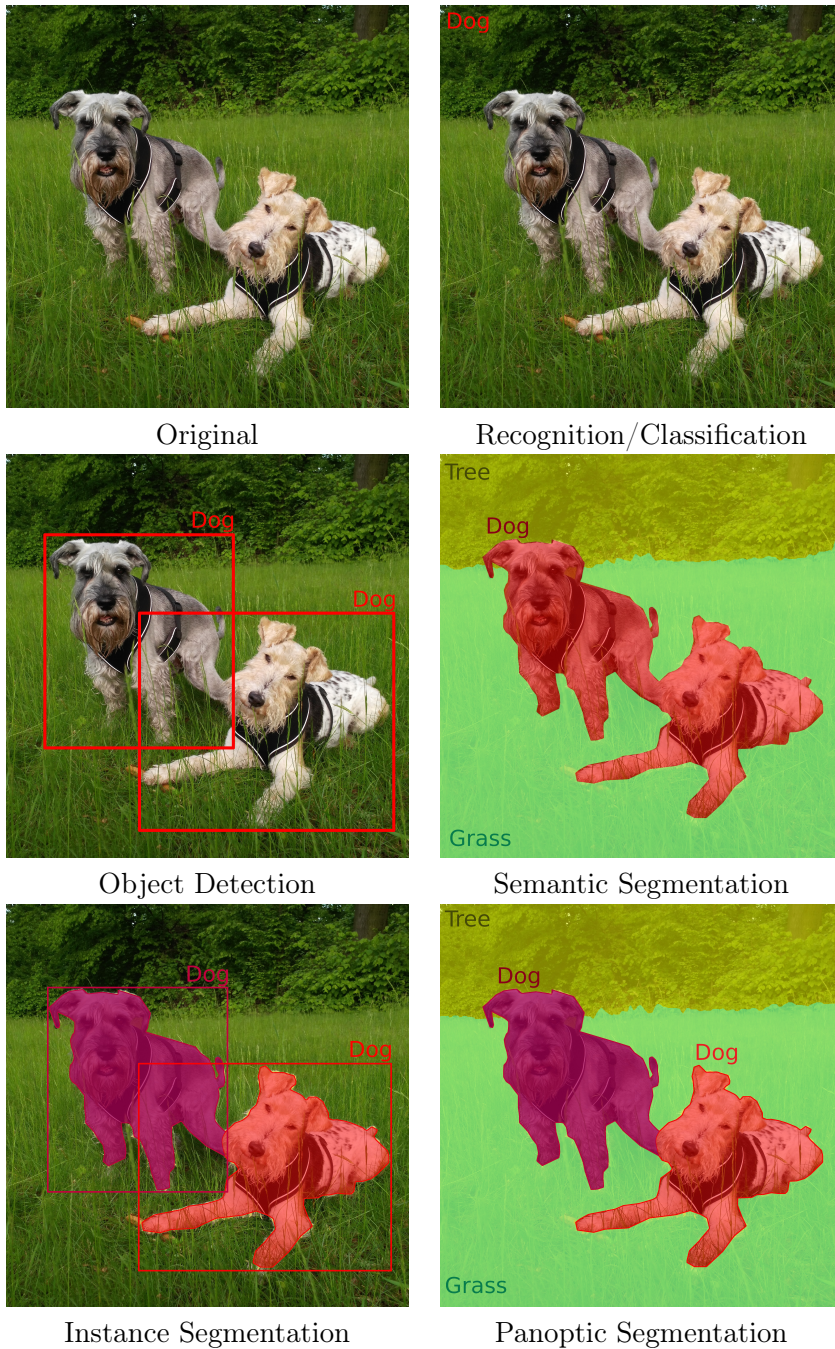 Dog
Original
Recognition/Classification
Dog
Dog
Tree
Dog
Grass
Object Detection
Semantic Segmentation
Dog
Dog
Tree
Dog
Dog
Grass
Instance Segmentation
Panoptic Segmentation